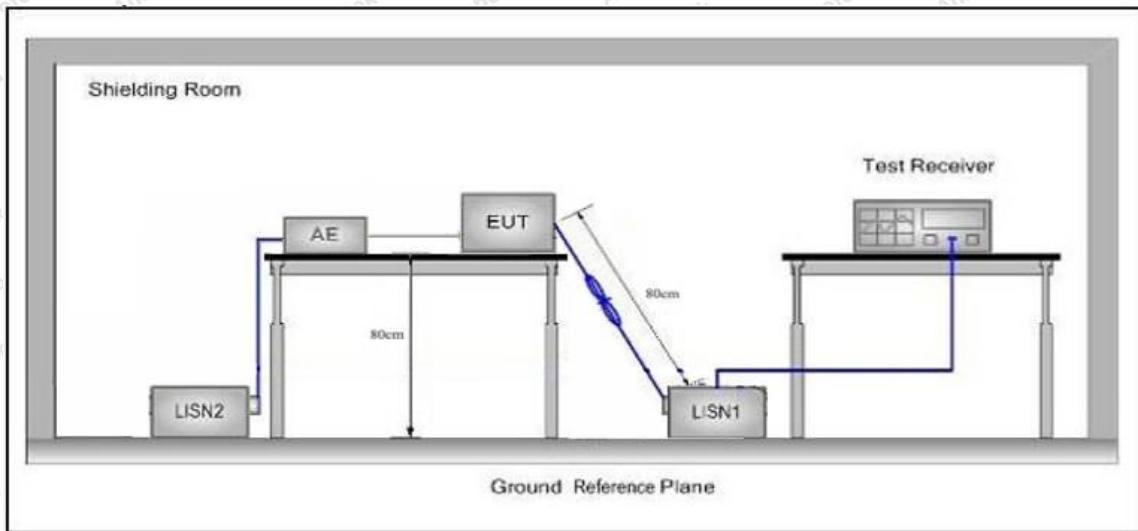 Shielding Room
Test Receiver
EUT
AE
80cm
80cm
LISN2
LISN1
Ground Reference Plane